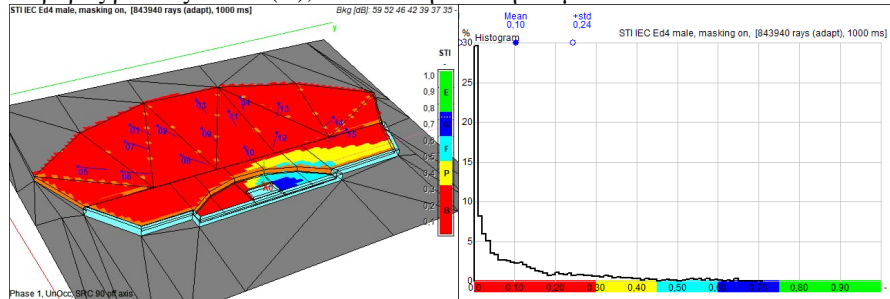 STI IEC Ed4 male, masking on, [843940 rays (adapt), 1000 ms]
Bkg [dB]: 59 52 46 42 39 37 35 -
y
STI
-
1,0
0,9
0,8
0,7
0,6
0,5
0,4
0,3
0,2
0,1
E
F
P
B
01
02
03
04
05
06
07
08
09
10
11
12
13
14
15
A0
Phase 1, UnOcc, SRC 90 off axis
Mean
0,10
+std
0,24
% Histogram
STI IEC Ed4 male, masking on, [843940 rays (adapt), 1000 ms]
30
25
20
15
10
5
0
0,0 0,10 0,20 0,30 0,40 0,50 0,60 0,70 0,80 0,90 -